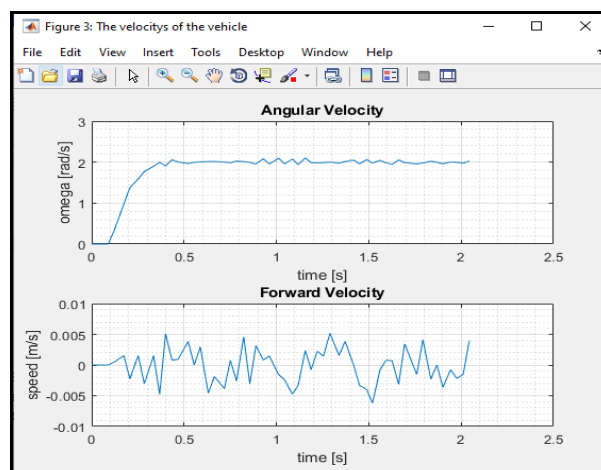 Figure 3: The velocitys of the vehicle
File Edit View Insert Tools Desktop Window Help
Angular Velocity
3
2
1
0
omega [rad/s]
0 0.5 1 1.5 2 2.5
time [s]
Forward Velocity
0.01
0.005
0
-0.005
-0.01
speed [m/s]
0 0.5 1 1.5 2 2.5
time [s]